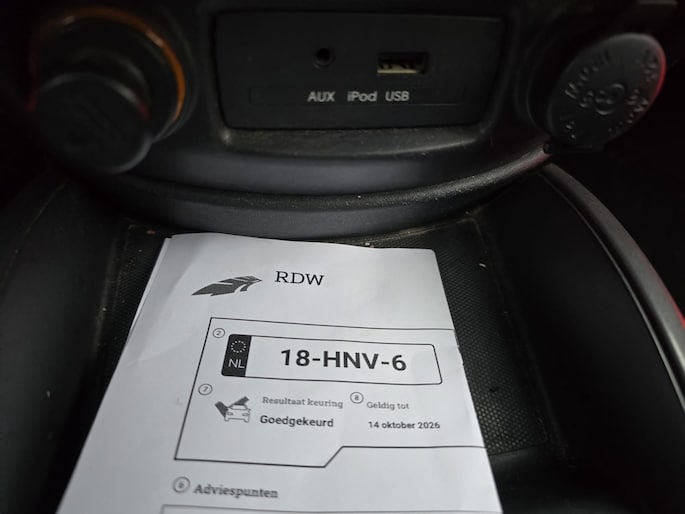 AUX iPod USB
RDW
2
NL 18-HNV-6
7 Resultaat keuring 8 Geldig tot
Goedgekeurd 14 oktober 2026
Adviespunten